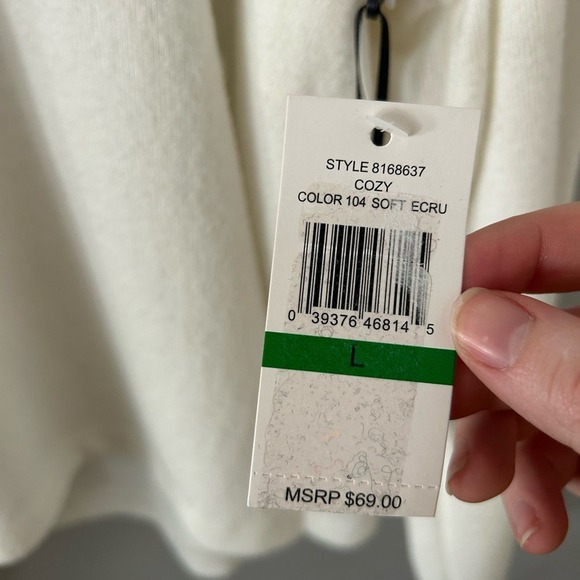 STYLE 8168637
COZY
COLOR 104 SOFT ECRU
0 39376 46814 5
L
MSRP $69.00